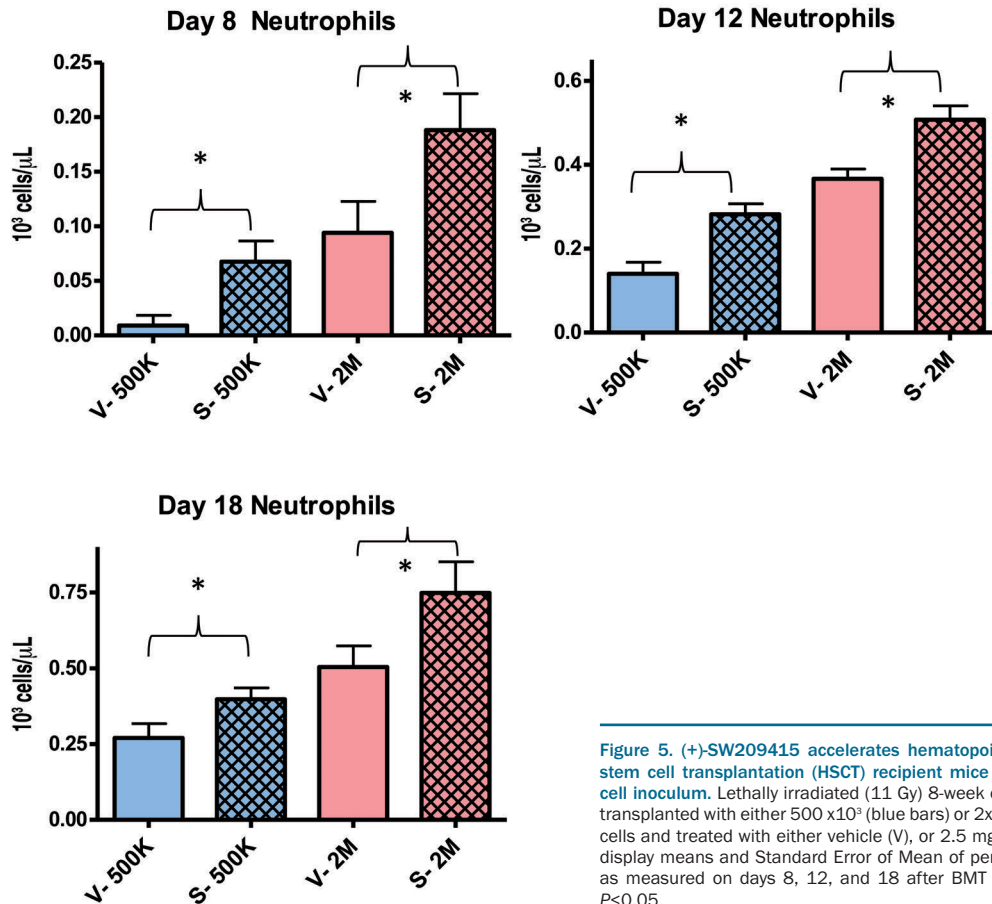 Day 8 Neutrophils
10³ cells/µL
0.25
0.20
0.15
0.10
0.05
0.00
*
*
V- 500K
S- 500K
V- 2M
S- 2M
Day 12 Neutrophils
10³ cells/µL
0.6
0.4
0.2
0.0
*
*
V- 500K
S- 500K
V- 2M
S- 2M
Day 18 Neutrophils
10³ cells/µL
0.75
0.50
0.25
0.00
*
*
V- 500K
S- 500K
V- 2M
S- 2M
Figure 5. (+)-SW209415 accelerates hematopoi
stem cell transplantation (HSCT) recipient mice
cell inoculum. Lethally irradiated (11 Gy) 8-week
transplanted with either 500 x10³ (blue bars) or 2x
cells and treated with either vehicle (V), or 2.5 mg
display means and Standard Error of Mean of per
as measured on days 8, 12, and 18 after BMT
P<0.05